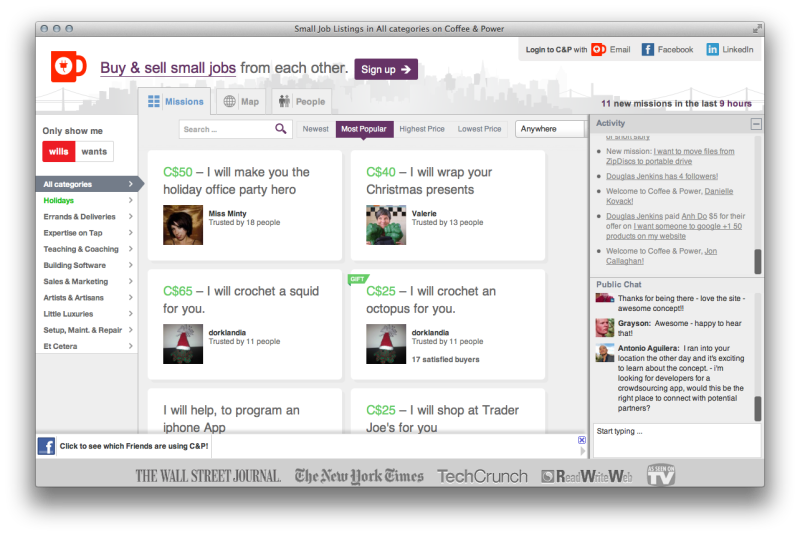 Small Job Listings in All categories on Coffee & Power
Buy & sell small jobs from each other.
Sign up →
Login to C&P with
Email
f Facebook
in LinkedIn
Missions
Map
People
11 new missions in the last 9 hours
Only show me
wills
wants
Search ...
Newest
Most Popular
Highest Price
Lowest Price
Anywhere
All categories
Holidays
Errands & Deliveries
Expertise on Tap
Teaching & Coaching
Building Software
Sales & Marketing
Artists & Artisans
Little Luxuries
Setup, Maint. & Repair
Et Cetera
C$50 – I will make you the
holiday office party hero
Miss Minty
Trusted by 18 people
C$40 – I will wrap your
Christmas presents
Valerie
Trusted by 13 people
C$65 – I will crochet a squid
for you.
dorklandia
Trusted by 11 people
GIFT
C$25 – I will crochet an
octopus for you.
dorklandia
Trusted by 11 people
17 satisfied buyers
I will help, to program an
iphone App
C$25 – I will shop at Trader
Joe's for you
Activity
New mission: I want to move files from
ZipDiscs to portable drive
Douglas Jenkins has 4 followers!
Welcome to Coffee & Power, Danielle
Kovack!
Douglas Jenkins paid Anh Do $5 for their
offer on I want someone to google +1 50
products on my website
Welcome to Coffee & Power, Jon
Callaghan!
Public Chat
Thanks for being there - love the site -
awesome concept!!
Grayson: Awesome - happy to hear
that!
Antonio Aguilera: I ran into your
location the other day and it's exciting
to learn about the concept. - i'm
looking for developers for a
crowdsourcing app, would this be the
right place to connect with potential
partners?
Start typing ...
f Click to see which Friends are using C&P!
THE WALL STREET JOURNAL.
The New York Times
TechCrunch
ReadWriteWeb
AS SEEN ON
TV